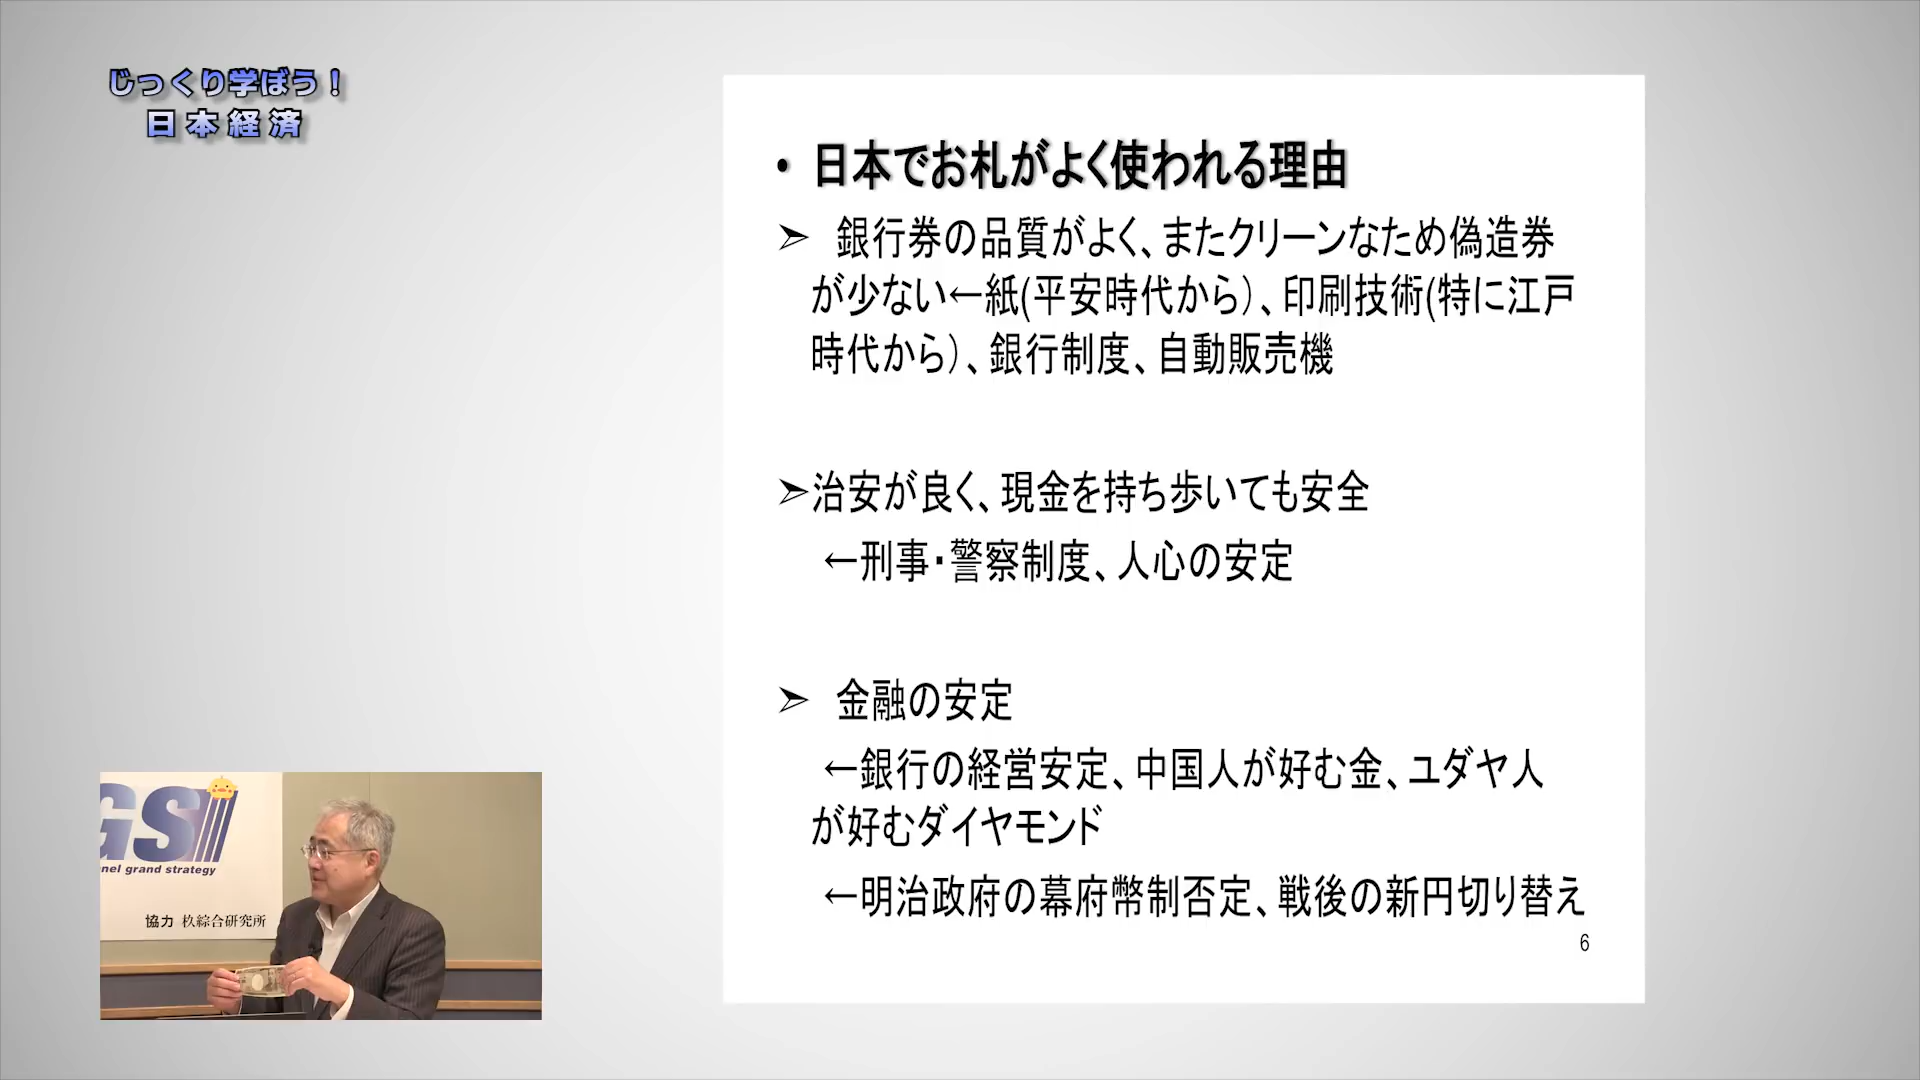 じっくり学ぼう！
日本経済
• 日本でお札がよく使われる理由
➢ 銀行券の品質がよく、またクリーンなため偽造券
が少ない←紙(平安時代から）、印刷技術(特に江戸
時代から）、銀行制度、自動販売機
➢治安が良く、現金を持ち歩いても安全
←刑事・警察制度、人心の安定
➢ 金融の安定
←銀行の経営安定、中国人が好む金、ユダヤ人
が好むダイヤモンド
←明治政府の幕府幣制否定、戦後の新円切り替え
6
GS
nel grand strategy
協力 杦綜合研究所